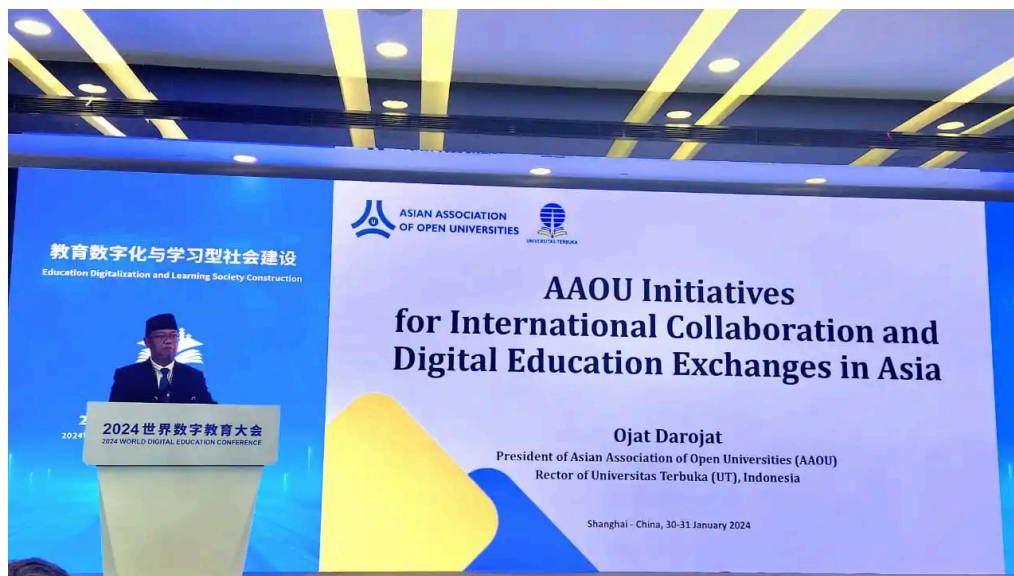 教育数字化与学习型社会建设
Education Digitalization and Learning Society Construction
2024世界数字教育大会
2024 WORLD DIGITAL EDUCATION CONFERENCE
ASIAN ASSOCIATION
OF OPEN UNIVERSITIES
UNIVERSITAS TERBUKA
AAOU Initiatives
for International Collaboration and
Digital Education Exchanges in Asia
Ojat Darojat
President of Asian Association of Open Universities (AAOU)
Rector of Universitas Terbuka (UT), Indonesia
Shanghai - China, 30-31 January 2024